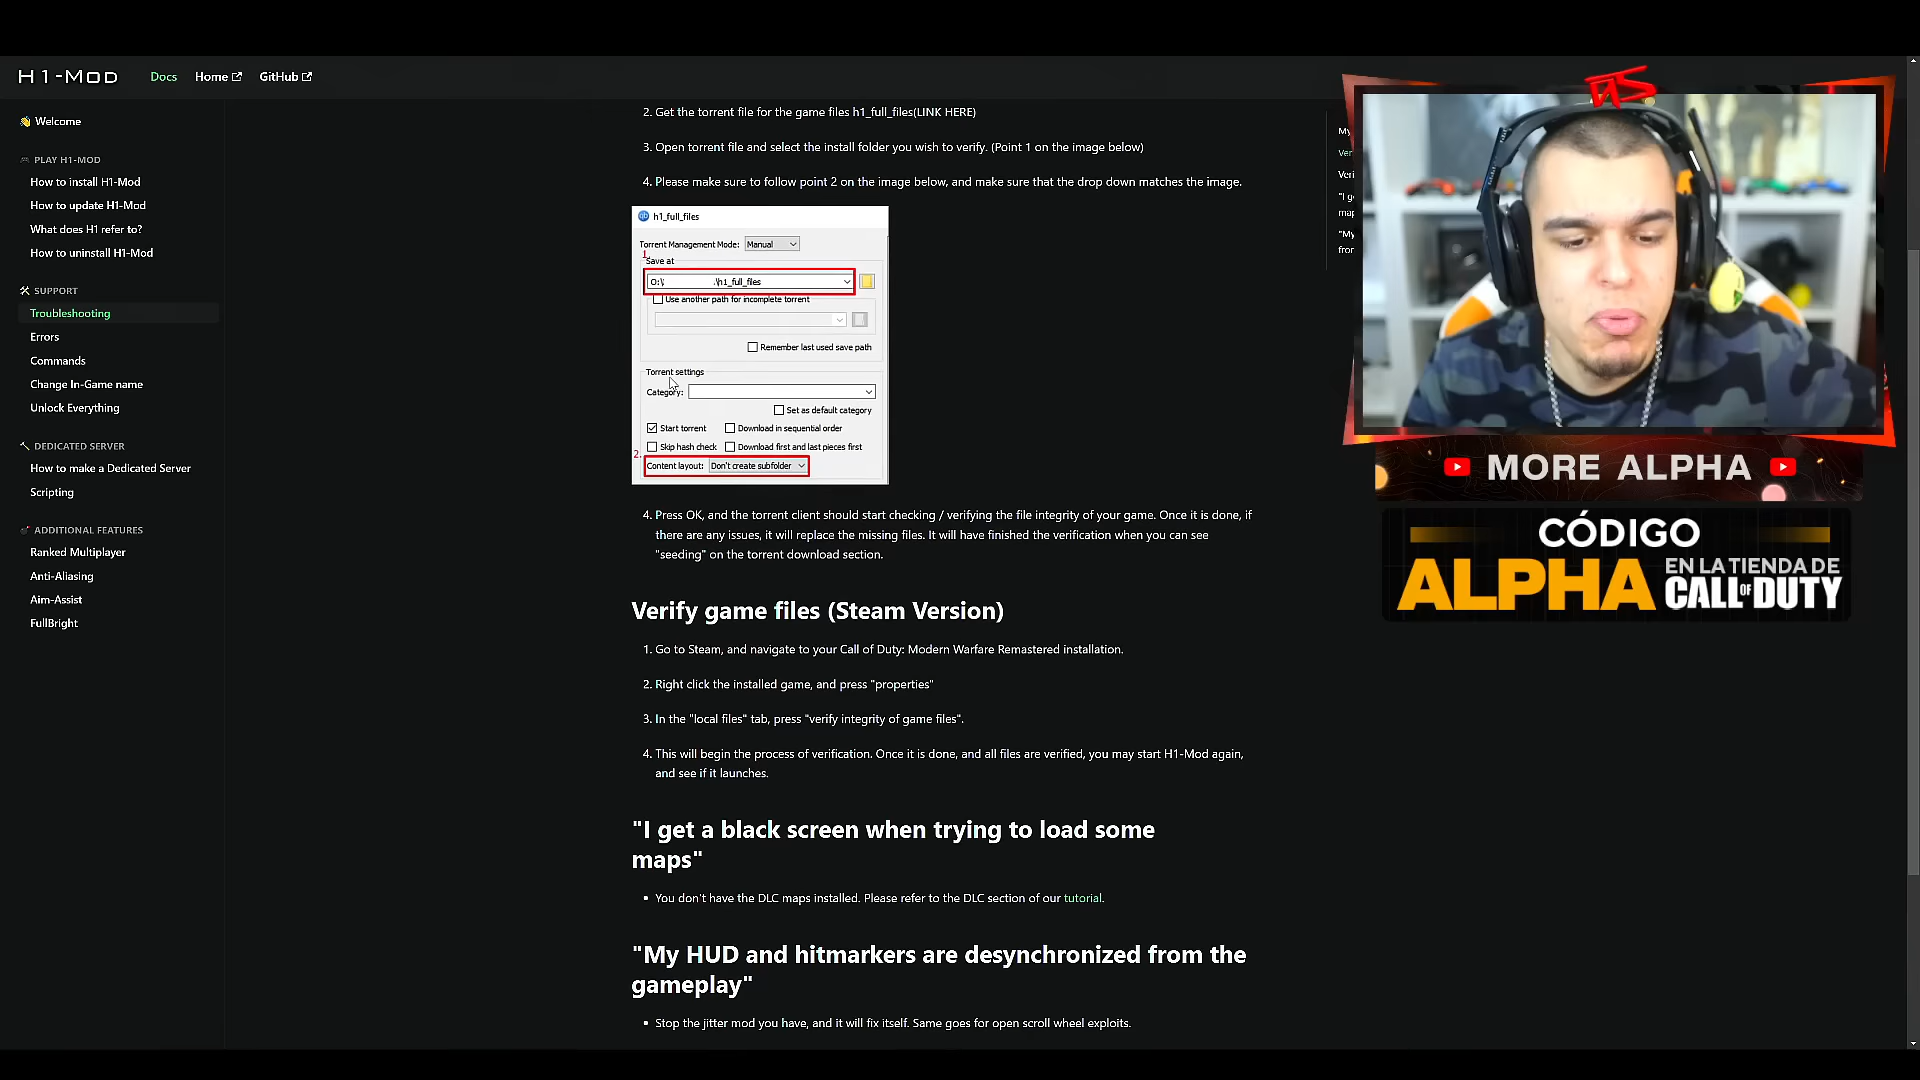 H1-MOD
Docs
Home
GitHub
Welcome
PLAY H1-MOD
How to install H1-Mod
How to update H1-Mod
What does H1 refer to?
How to uninstall H1-Mod
SUPPORT
Troubleshooting
Errors
Commands
Change In-Game name
Unlock Everything
DEDICATED SERVER
How to make a Dedicated Server
Scripting
ADDITIONAL FEATURES
Ranked Multiplayer
Anti-Aliasing
Aim-Assist
FullBright
2. Get the torrent file for the game files h1_full_files(LINK HERE)
3. Open torrent file and select the install folder you wish to verify. (Point 1 on the image below)
4. Please make sure to follow point 2 on the image below, and make sure that the drop down matches the image.
h1_full_files
Torrent Management Mode: Manual
1.
Save at
O:\ .\h1_full_files
Use another path for incomplete torrent
Remember last used save path
Torrent settings
Category:
Set as default category
Start torrent Download in sequential order
Skip hash check Download first and last pieces first
2.
Content layout: Don't create subfolder
4. Press OK, and the torrent client should start checking / verifying the file integrity of your game. Once it is done, if
there are any issues, it will replace the missing files. It will have finished the verification when you can see
"seeding" on the torrent download section.
Verify game files (Steam Version)
1. Go to Steam, and navigate to your Call of Duty: Modern Warfare Remastered installation.
2. Right click the installed game, and press "properties"
3. In the "local files" tab, press "verify integrity of game files".
4. This will begin the process of verification. Once it is done, and all files are verified, you may start H1-Mod again,
and see if it launches.
"I get a black screen when trying to load some
maps"
• You don't have the DLC maps installed. Please refer to the DLC section of our tutorial.
"My HUD and hitmarkers are desynchronized from the
gameplay"
• Stop the jitter mod you have, and it will fix itself. Same goes for open scroll wheel exploits.
My
Ver
Veri
"I g
map
"My
fro
MORE ALPHA
CÓDIGO
ALPHA
EN LA TIENDA DE
CALL OF DUTY